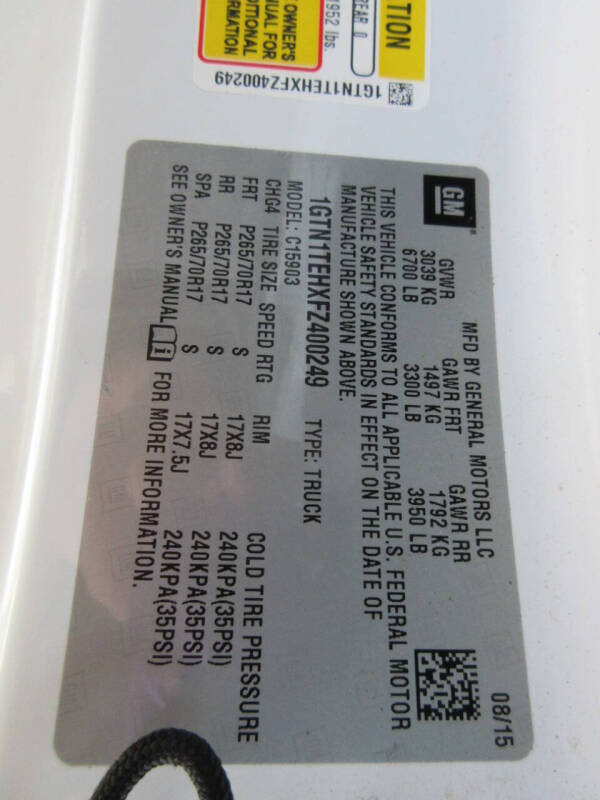 TION
REAR 0
1952 lbs.
OWNER'S
UAL FOR
DITIONAL
RMATION
1GTN1TEHXFZ400249
GM
MFD BY GENERAL MOTORS LLC
08/15
GVWR GAWR FRT GAWR RR
3039 KG 1497 KG 1792 KG
6700 LB 3300 LB 3950 LB
THIS VEHICLE CONFORMS TO ALL APPLICABLE U.S. FEDERAL MOTOR
VEHICLE SAFETY STANDARDS IN EFFECT ON THE DATE OF
MANUFACTURE SHOWN ABOVE.
1GTN1TEHXFZ400249 TYPE: TRUCK
MODEL: C15903
CHG4 TIRE SIZE SPEED RTG RIM COLD TIRE PRESSURE
FRT P265/70R17 S 17X8J 240KPA(35PSI)
RR P265/70R17 S 17X8J 240KPA(35PSI)
SPA P265/70R17 S 17X7.5J 240KPA(35PSI)
SEE OWNER'S MANUAL i FOR MORE INFORMATION.